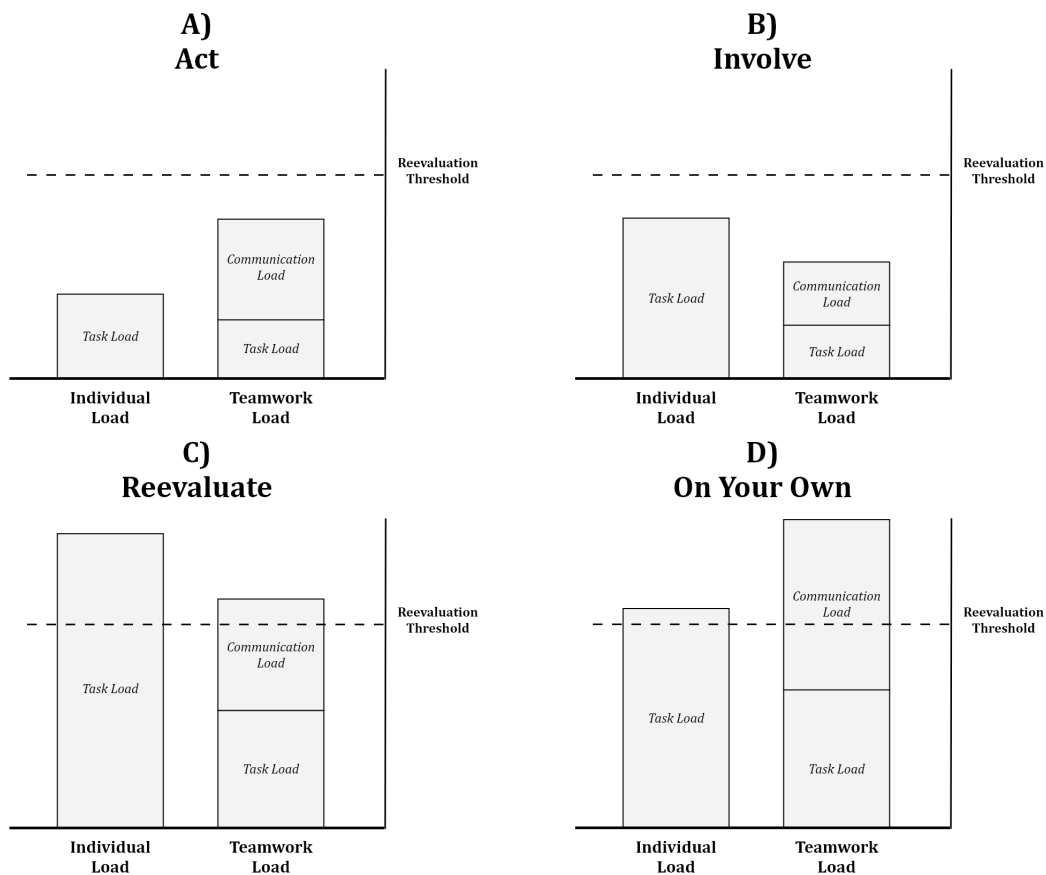 A)
Act
Reevaluation
Threshold
Communication
Load
Task Load
Task Load
Individual
Load
Teamwork
Load
B)
Involve
Reevaluation
Threshold
Task Load
Communication
Load
Task Load
Individual
Load
Teamwork
Load
C)
Reevaluate
Reevaluation
Threshold
Communication
Load
Task Load
Task Load
Individual
Load
Teamwork
Load
D)
On Your Own
Communication
Load
Reevaluation
Threshold
Task Load
Task Load
Individual
Load
Teamwork
Load